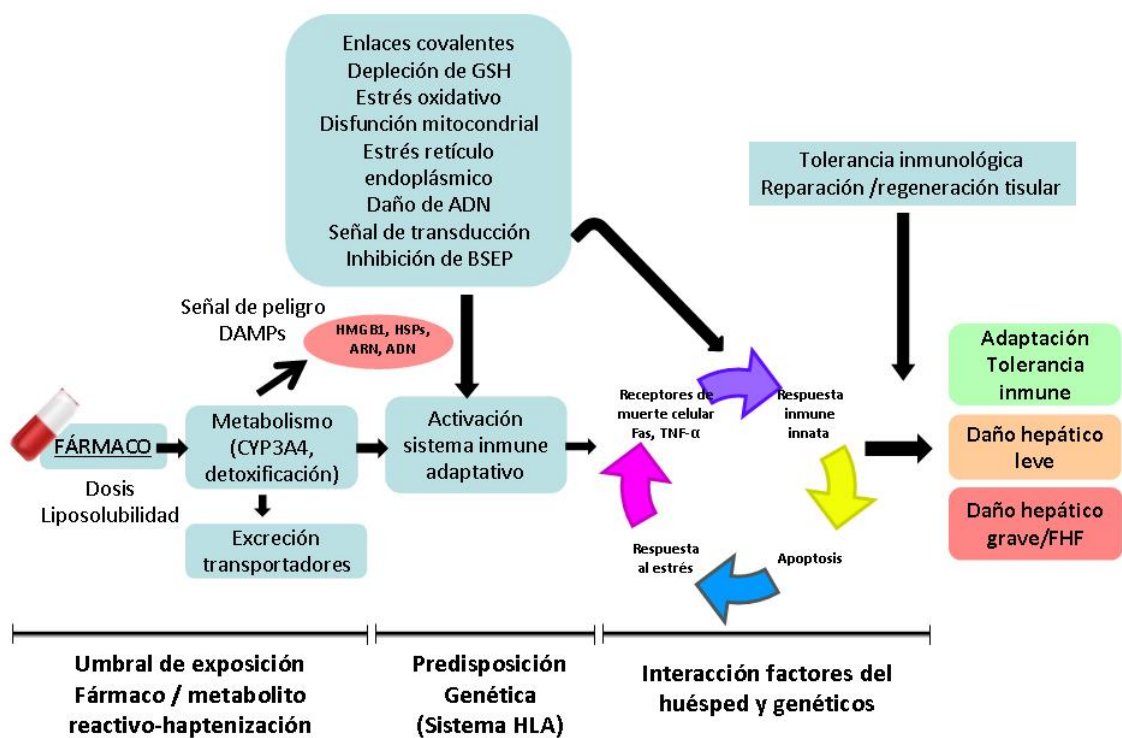 Enlaces covalentes
Depleción de GSH
Estrés oxidativo
Disfunción mitocondrial
Estrés retículo
endoplásmico
Daño de ADN
Señal de transducción
Inhibición de BSEP
Tolerancia inmunológica
Reparación /regeneración tisular
Señal de peligro
DAMPs
HMGB1, HSPs,
ARN, ADN
FÁRMACO
Dosis
Liposolubilidad
Metabolismo
(CYP3A4,
detoxificación)
Excreción
transportadores
Activación
sistema inmune
adaptativo
Receptores de
muerte celular
Fas, TNF-α
Respuesta
inmune
innata
Apoptosis
Respuesta
al estrés
Adaptación
Tolerancia
inmune
Daño hepático
leve
Daño hepático
grave/FHF
Umbral de exposición
Fármaco / metabolito
reactivo-haptenización
Predisposición
Genética
(Sistema HLA)
Interacción factores del
huésped y genéticos